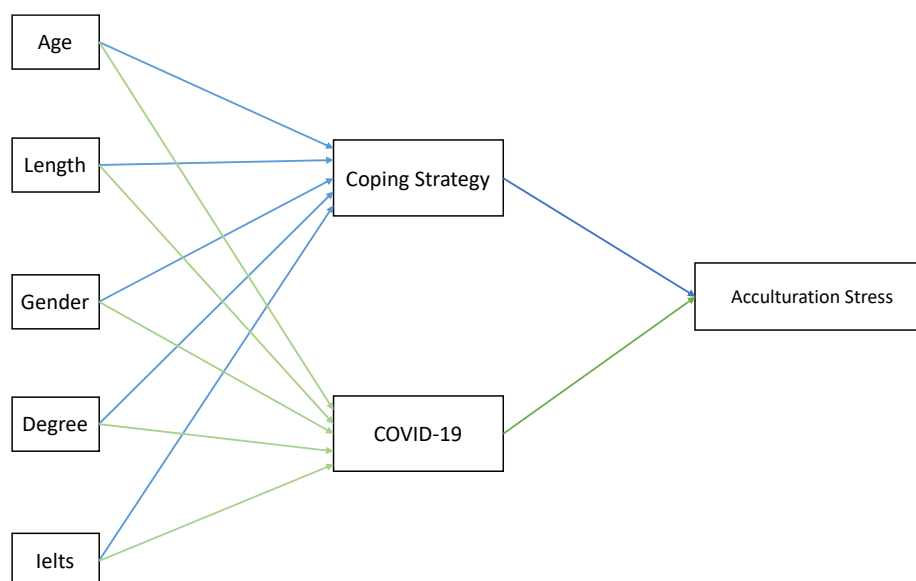 Age
Length
Coping Strategy
Gender
Acculturation Stress
Degree
COVID-19
Ielts